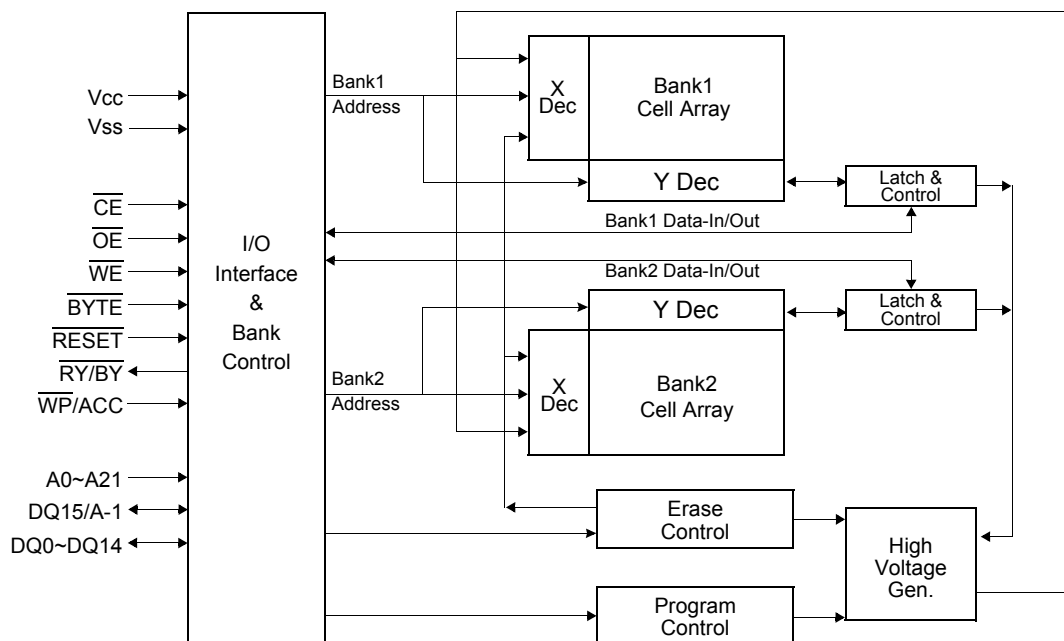 Vcc
Vss
CE
OE
WE
BYTE
RESET
RY/BY
WP/ACC
A0~A21
DQ15/A-1
DQ0~DQ14
I/O
Interface
&
Bank
Control
Bank1
Address
X
Dec
Bank1
Cell Array
Y Dec
Latch &
Control
Bank1 Data-In/Out
Bank2 Data-In/Out
Y Dec
Latch &
Control
Bank2
Address
X
Dec
Bank2
Cell Array
Erase
Control
High
Voltage
Gen.
Program
Control